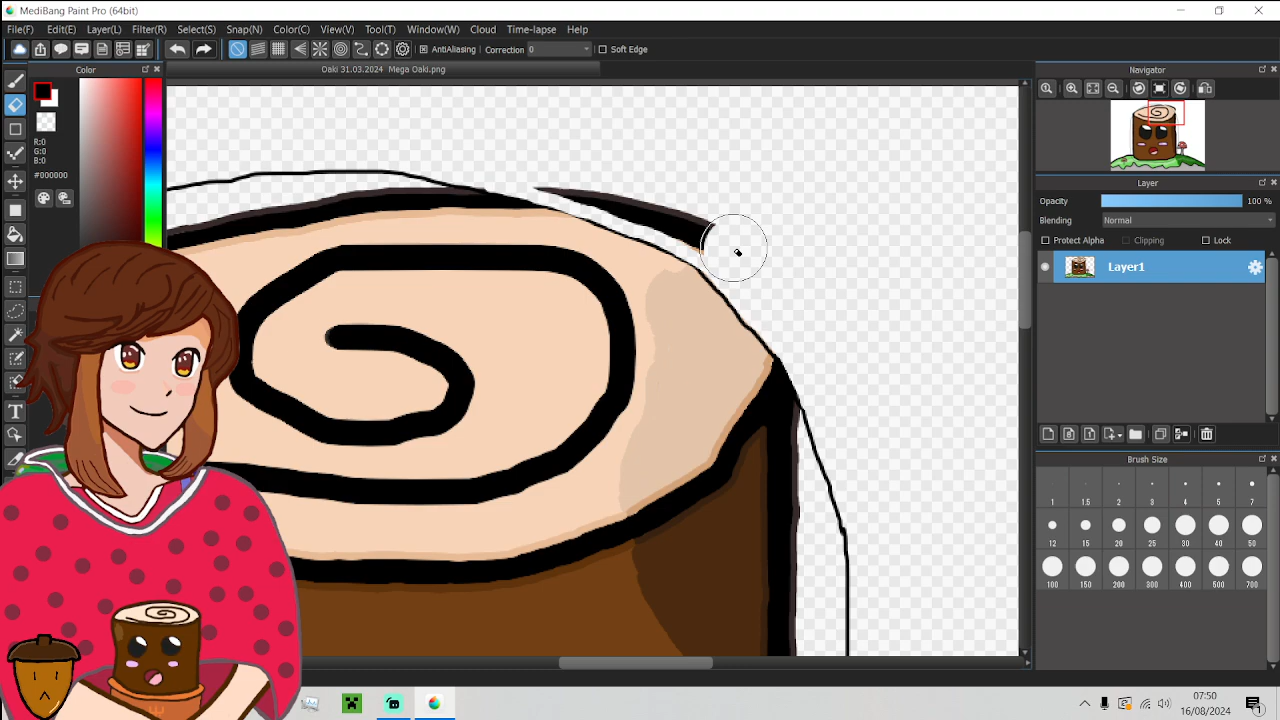 MediBang Paint Pro (64bit)
File(F) Edit(E) Layer(L) Filter(R) Select(S) Snap(N) Color(C) View(V) Tool(T) Window(W) Cloud Time-lapse Help
AntiAliasing Correction 0 Soft Edge
Color
Oaki 31.03.2024 Mega Oaki.png
Navigator
R:0
G:0
B:0
#000000
T
Layer
Opacity 100 %
Blending Normal
Protect Alpha Clipping Lock
Layer1
Brush Size
1 1.5 2 3 4 5 7
12 15 20 25 30 40 50
100 150 200 300 400 500 700
07:50
16/08/2024
1